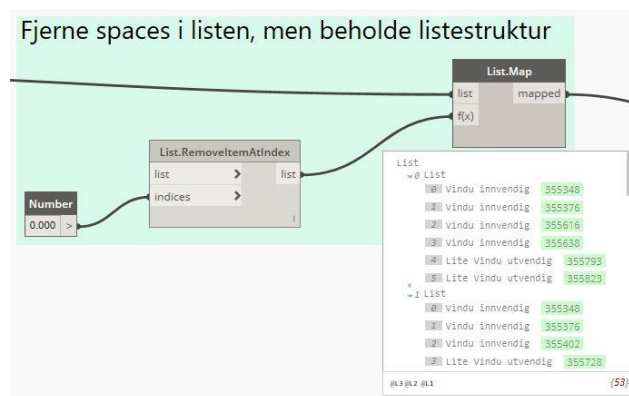 Fjerne spaces i listen, men beholde listestruktur
List.Map
list mapped
f(x)
List.RemoveItemAtIndex
list > list
indices >
l
Number
0.000 >
List
0 List
0 Vindu innvendig 355348
1 Vindu innvendig 355376
2 Vindu innvendig 355616
3 Vindu innvendig 355638
4 Lite Vindu utvendig 355793
5 Lite Vindu utvendig 355823
1 List
0 Vindu innvendig 355348
1 Vindu innvendig 355376
2 Vindu innvendig 355402
3 Lite Vindu utvendig 355728
@L3 @L2 @L1 {53}